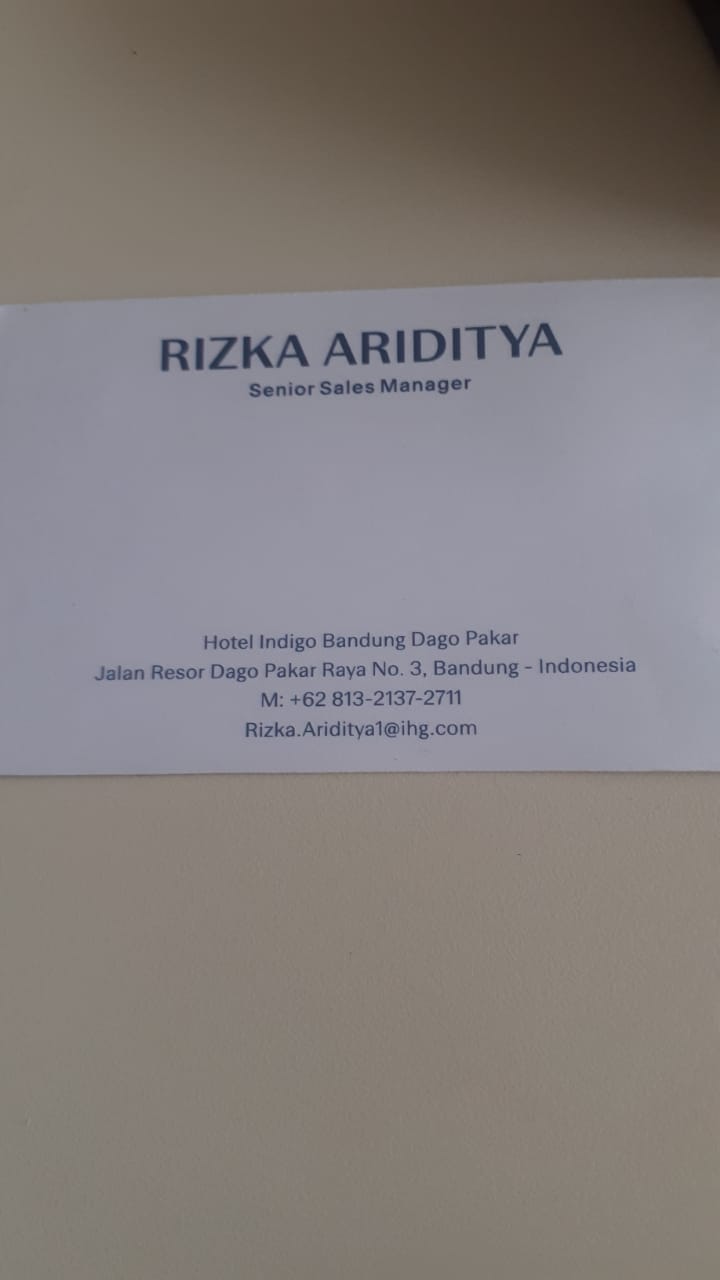 RIZKA ARIDITYA
Senior Sales Manager
Hotel Indigo Bandung Dago Pakar
Jalan Resor Dago Pakar Raya No. 3, Bandung - Indonesia
M: +62 813-2137-2711
Rizka.Ariditya1@ihg.com